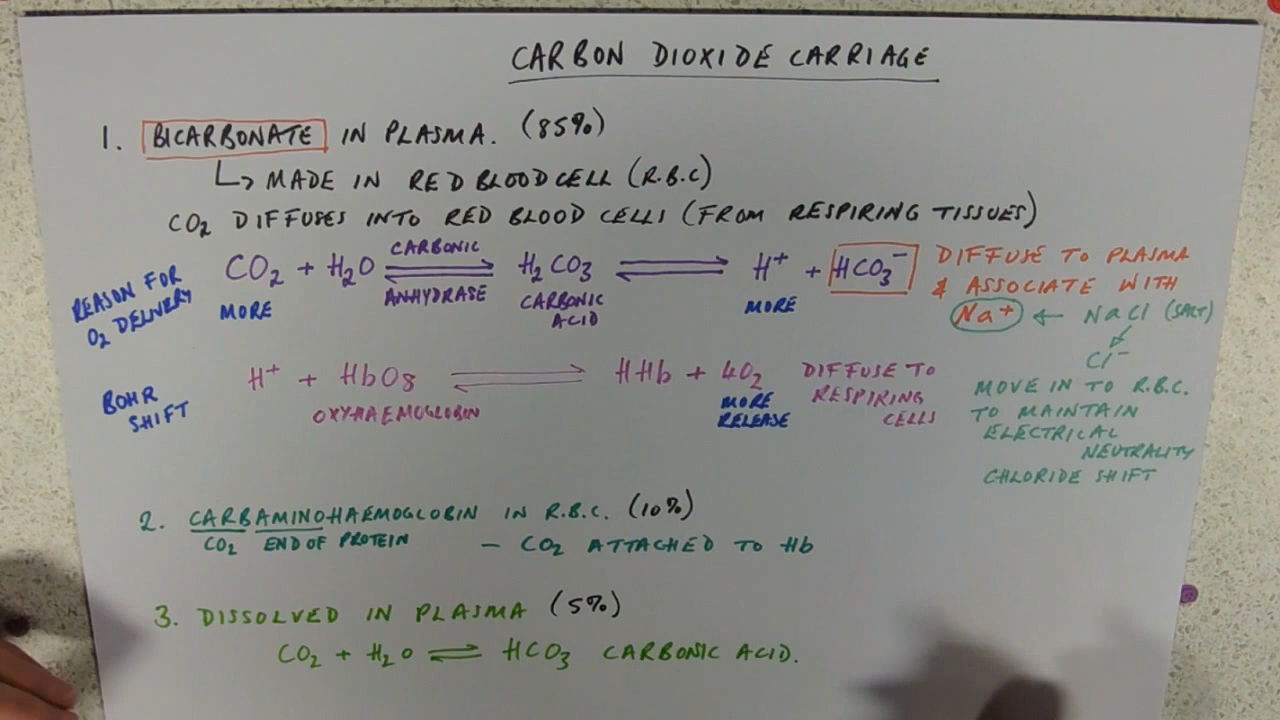 CARBON DIOXIDE CARRIAGE
1. BICARBONATE IN PLASMA. (85%)
↳ MADE IN RED BLOOD CELL (R.B.C)
CO2 DIFFUSES INTO RED BLOOD CELLS (FROM RESPIRING TISSUES)
REASON FOR
O2 DELIVERY
CO2 + H2O ⇌ H2CO3 ⇌ H+ + HCO3-
CARBONIC
ANHYDRASE
MORE
CARBONIC
ACID
MORE
DIFFUSE TO PLASMA
& ASSOCIATE WITH
Na+ ← NaCl (SALT)
Cl-
MOVE IN TO R.B.C.
TO MAINTAIN
ELECTRICAL
NEUTRALITY
CHLORIDE SHIFT
BOHR
SHIFT
H+ + HbO8 ⇌ HHb + 4O2
OXYHAEMOGLOBIN
MORE
RELEASE
DIFFUSE TO
RESPIRING
CELLS
2. CARBAMINOHAEMOGLOBIN IN R.B.C. (10%)
CO2 END OF PROTEIN
- CO2 ATTACHED TO Hb
3. DISSOLVED IN PLASMA (5%)
CO2 + H2O ⇌ HCO3 CARBONIC ACID.